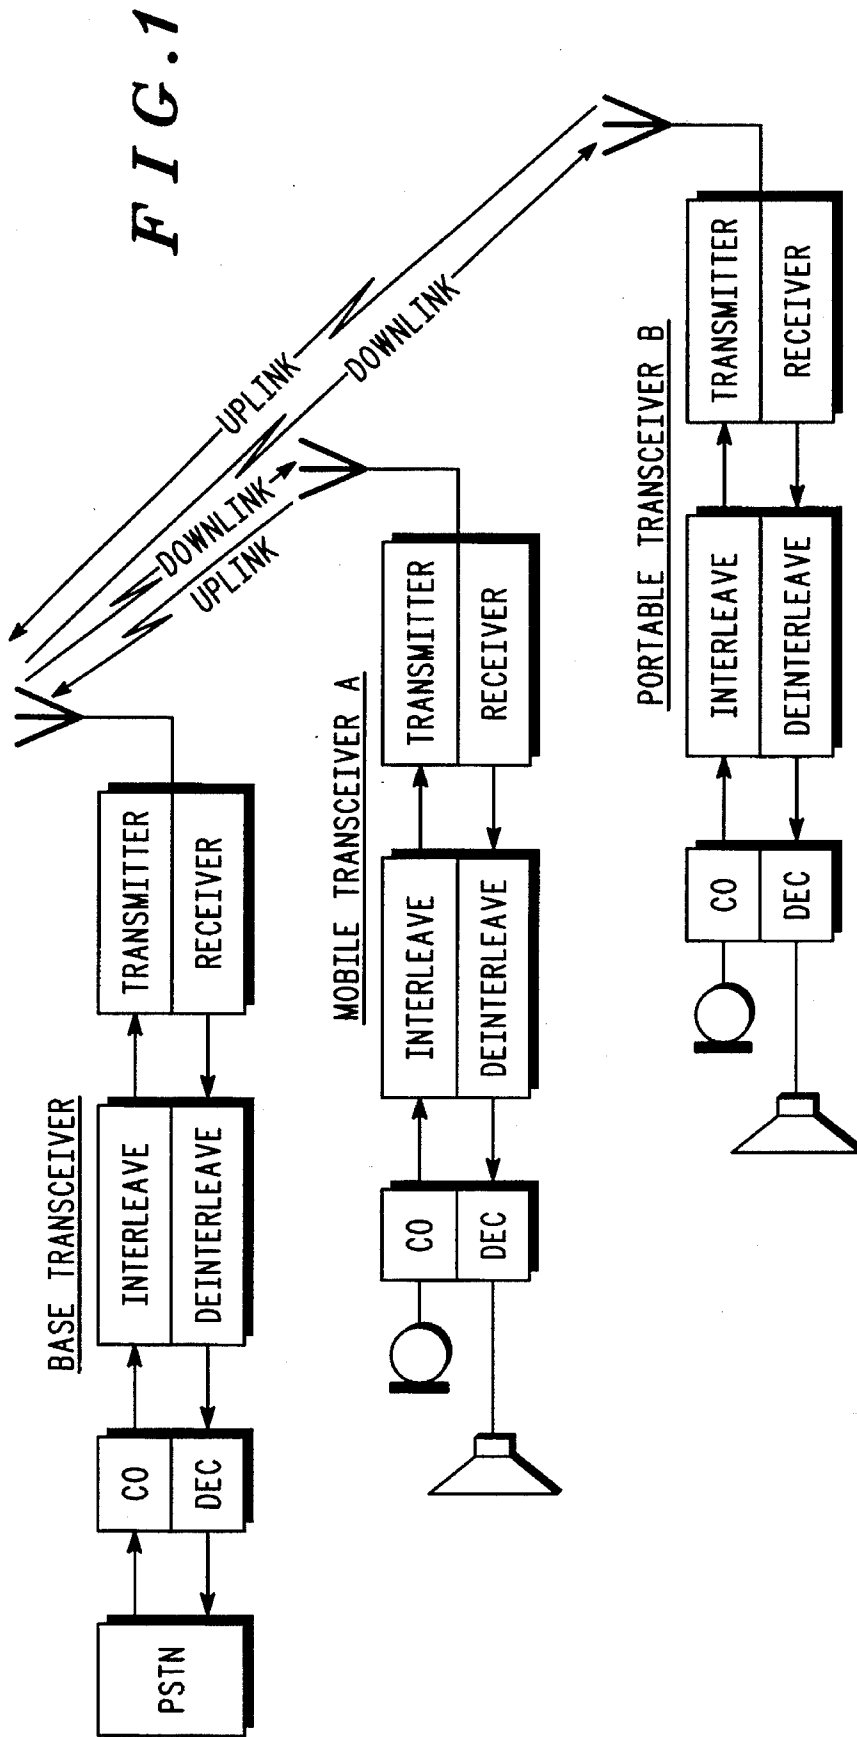 FIG.1
BASE TRANSCEIVER
PSTN
CO
DEC
INTERLEAVE
DEINTERLEAVE
TRANSMITTER
RECEIVER
UPLINK
DOWNLINK
DOWNLINK
UPLINK
MOBILE TRANSCEIVER A
CO
DEC
INTERLEAVE
DEINTERLEAVE
TRANSMITTER
RECEIVER
PORTABLE TRANSCEIVER B
CO
DEC
INTERLEAVE
DEINTERLEAVE
TRANSMITTER
RECEIVER